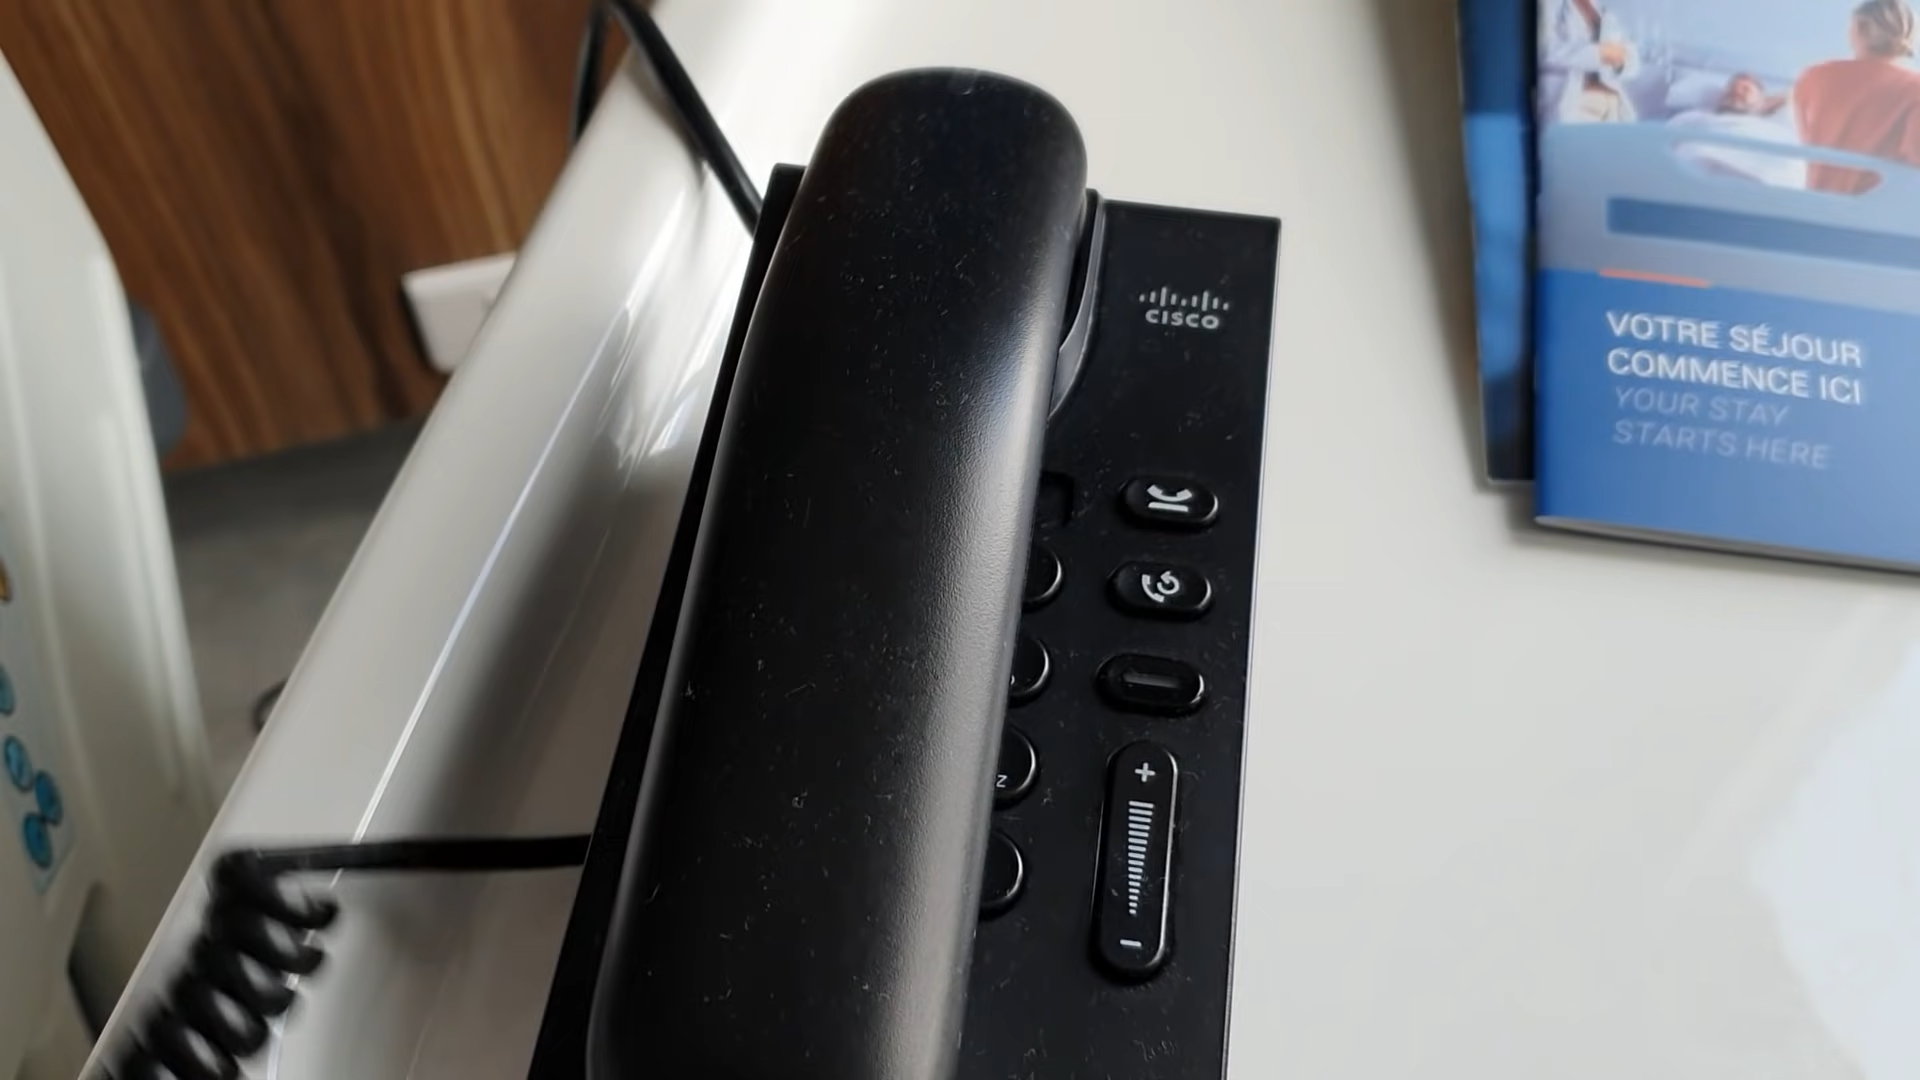 CISCO
+
–
Z
VOTRE SÉJOUR
COMMENCE ICI
YOUR STAY
STARTS HERE